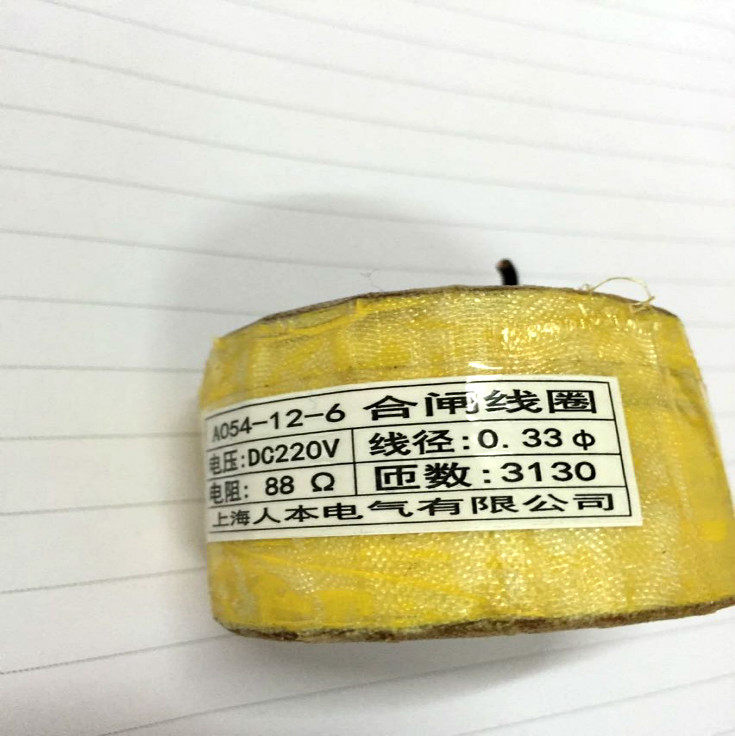 A054-12-6 合闸线圈
电压:DC220V 线径:0.33φ
电阻: 88 Ω 匝数:3130
上海人本电气有限公司